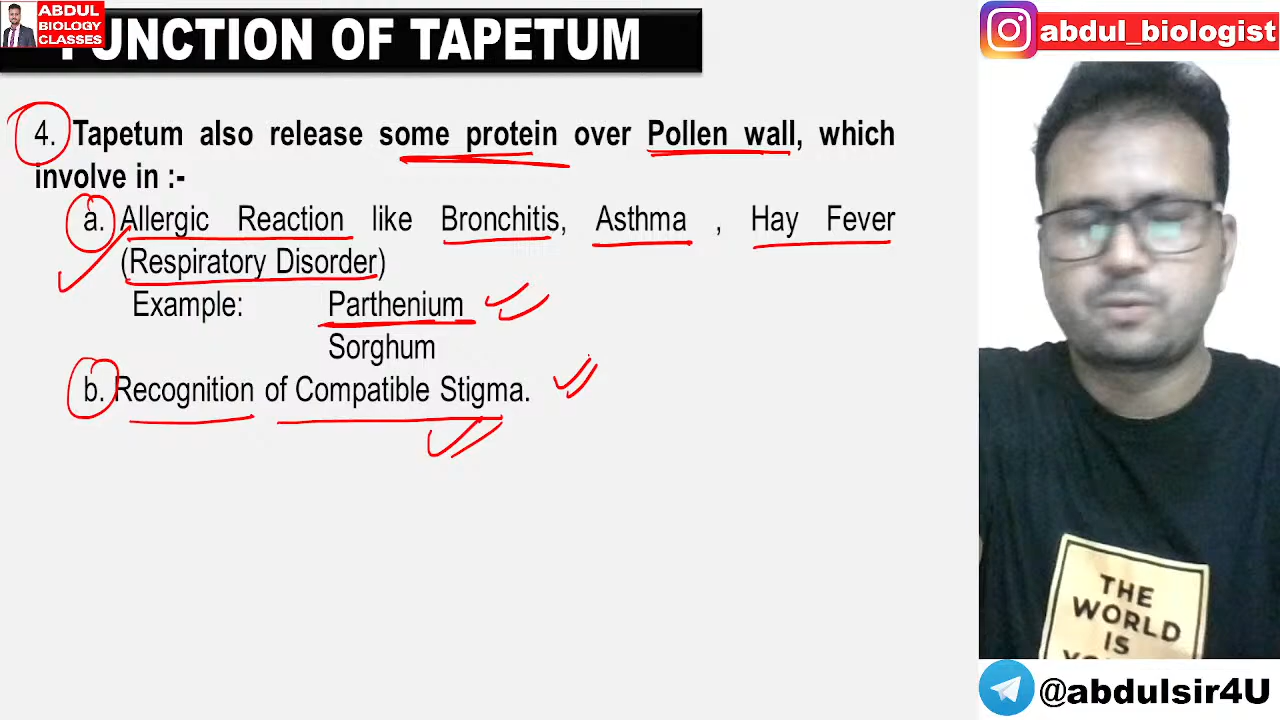 ABDUL
BIOLOGY
CLASSES
FUNCTION OF TAPETUM
4. Tapetum also release some protein over Pollen wall, which
involve in :-
a. Allergic Reaction like Bronchitis, Asthma , Hay Fever
(Respiratory Disorder)
Example: Parthenium
Sorghum
b. Recognition of Compatible Stigma.
abdul_biologist
THE
WORLD
IS
@abdulsir4U